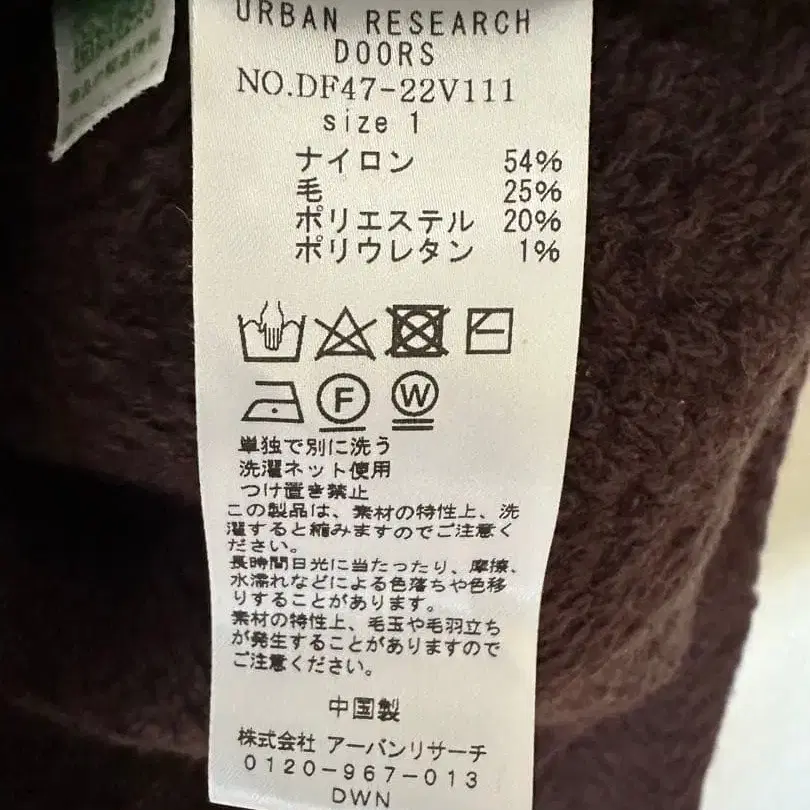 URBAN RESEARCH
DOORS
NO.DF47-22V111
size 1
ナイロン 54%
毛 25%
ポリエステル 20%
ポリウレタン 1%
F W
単独で別に洗う
洗濯ネット使用
つけ置き禁止
この製品は、素材の特性上、洗
濯すると縮みますのでご注意く
ださい。
長時間日光に当たったり、摩擦、
水濡れなどによる色落ちや色移
りすることがあります。
素材の特性上、毛玉や毛羽立ち
が発生することがありますので
ご注意ください。
中国製
株式会社 アーバンリサーチ
0120-967-013
DWN